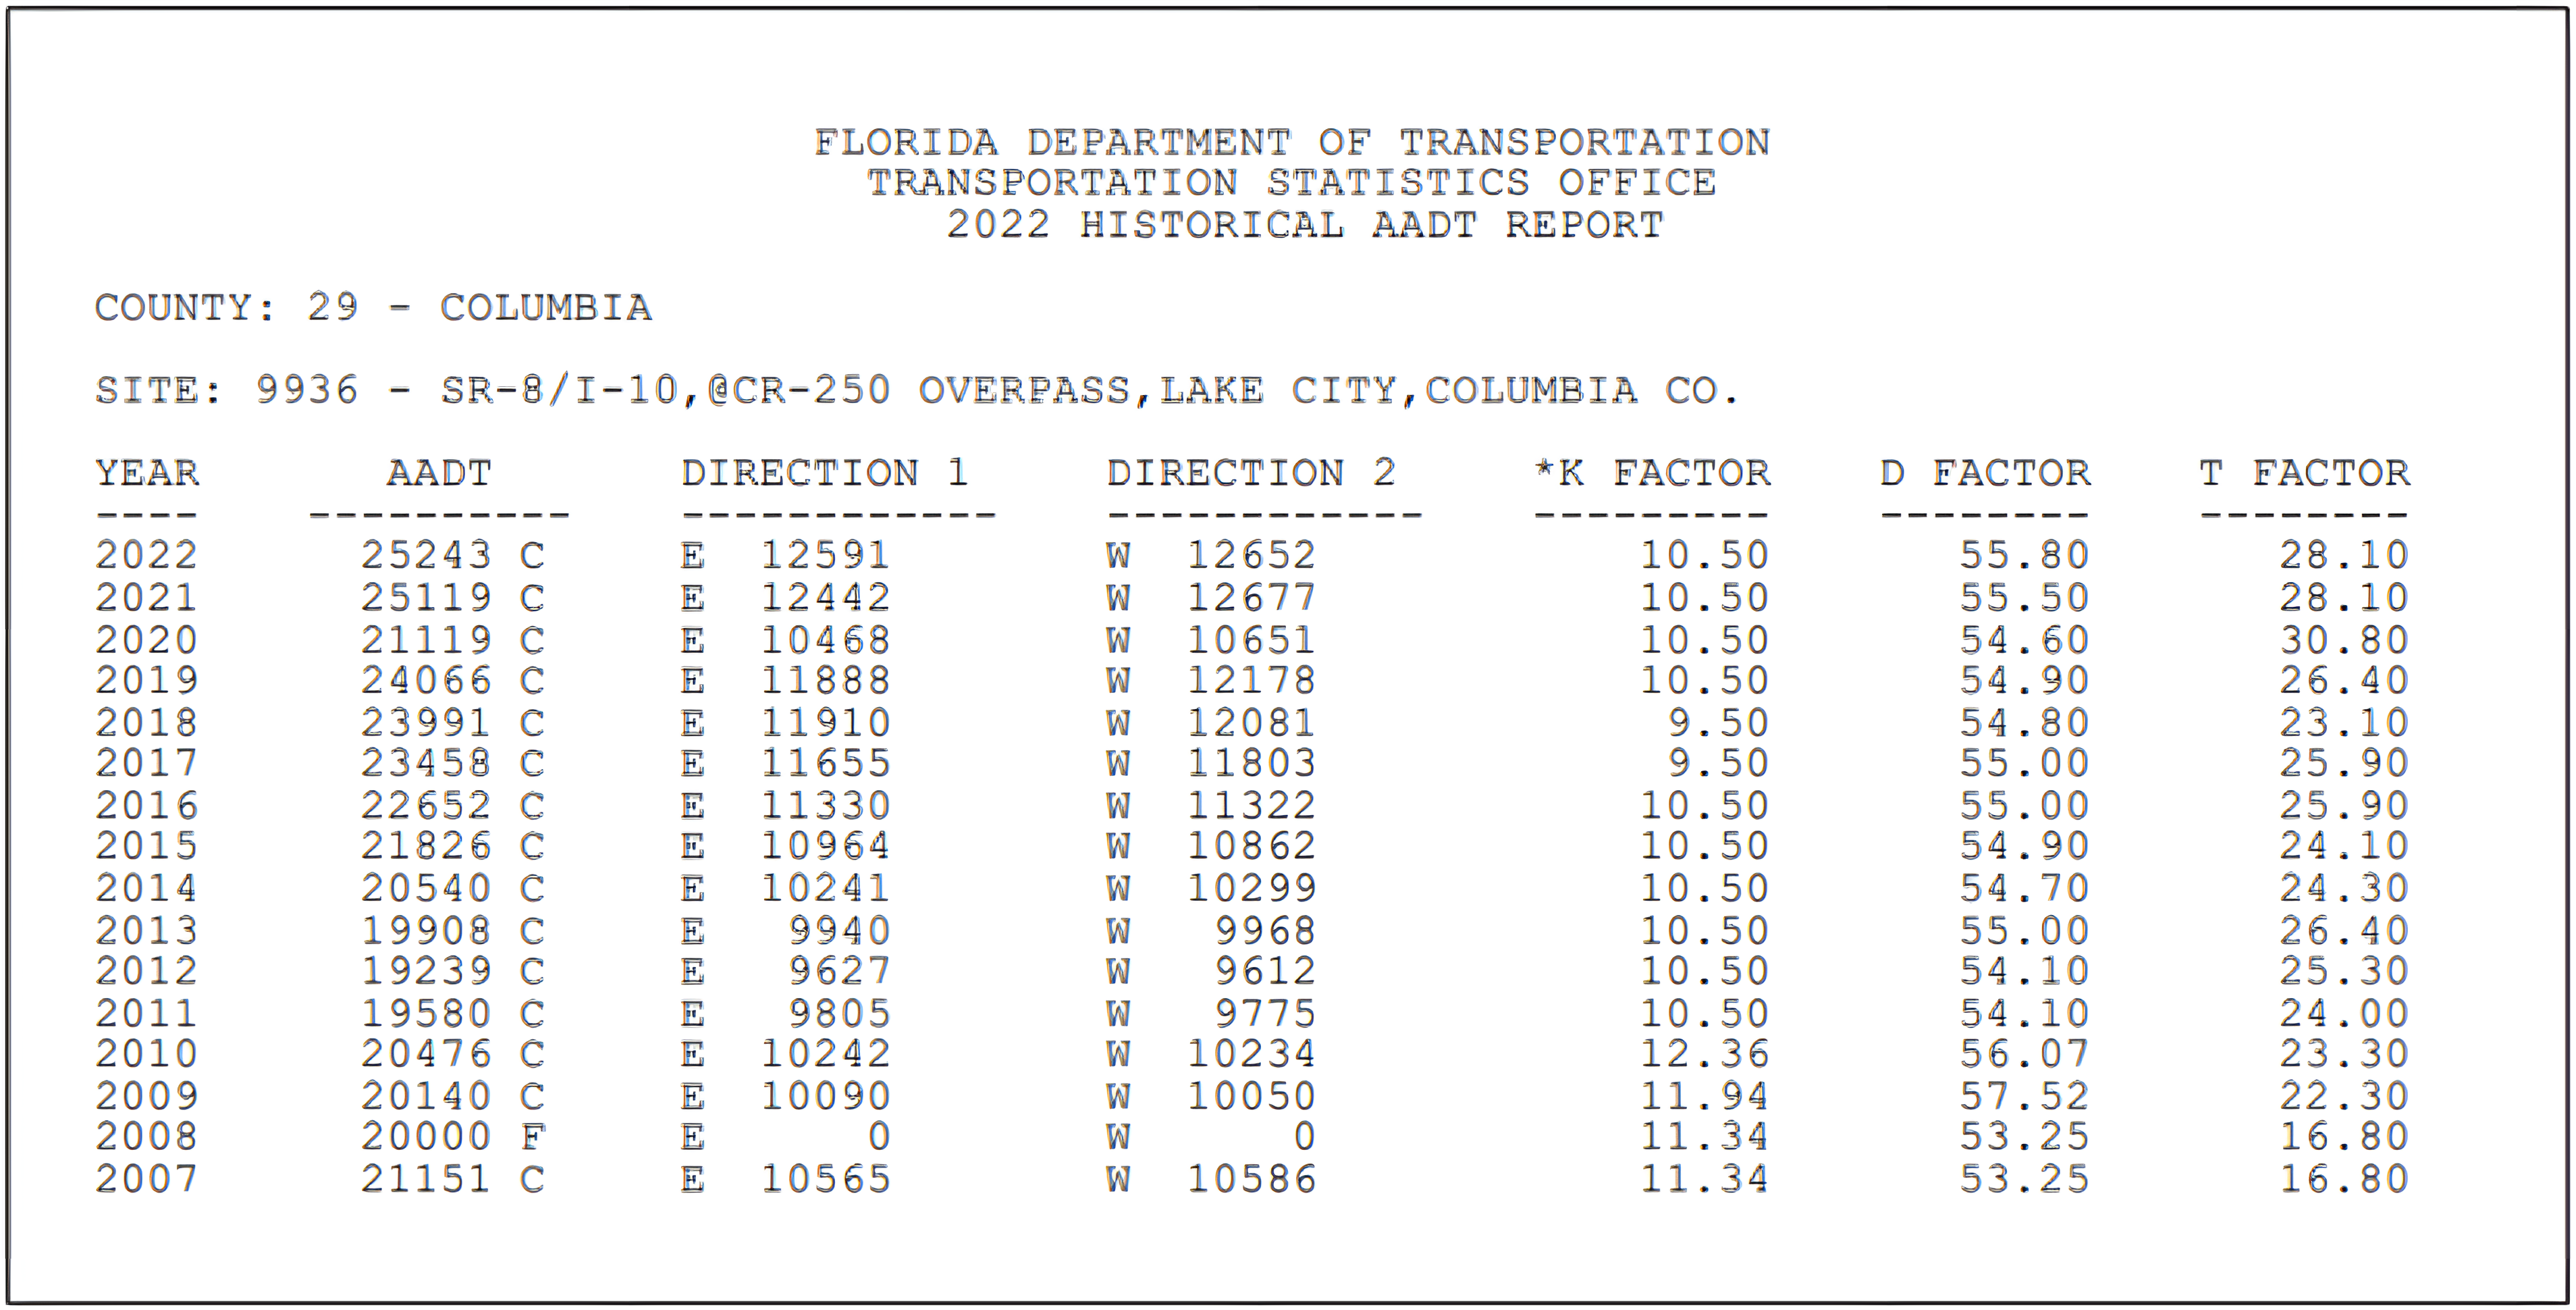 FLORIDA DEPARTMENT OF TRANSPORTATION
TRANSPORTATION STATISTICS OFFICE
2022 HISTORICAL AADT REPORT
COUNTY: 29 - COLUMBIA
SITE: 9936 - SR-8/I-10,@CR-250 OVERPASS,LAKE CITY,COLUMBIA CO.
YEAR AADT DIRECTION 1 DIRECTION 2 *K FACTOR D FACTOR T FACTOR
---- ---------- ------------ ------------ --------- -------- --------
2022 25243 C E 12591 W 12652 10.50 55.80 28.10
2021 25119 C E 12442 W 12677 10.50 55.50 28.10
2020 21119 C E 10468 W 10651 10.50 54.60 30.80
2019 24066 C E 11888 W 12178 10.50 54.90 26.40
2018 23991 C E 11910 W 12081 9.50 54.80 23.10
2017 23458 C E 11655 W 11803 9.50 55.00 25.90
2016 22652 C E 11330 W 11322 10.50 55.00 25.90
2015 21826 C E 10964 W 10862 10.50 54.90 24.10
2014 20540 C E 10241 W 10299 10.50 54.70 24.30
2013 19908 C E 9940 W 9968 10.50 55.00 26.40
2012 19239 C E 9627 W 9612 10.50 54.10 25.30
2011 19580 C E 9805 W 9775 10.50 54.10 24.00
2010 20476 C E 10242 W 10234 12.36 56.07 23.30
2009 20140 C E 10090 W 10050 11.94 57.52 22.30
2008 20000 F E 0 W 0 11.34 53.25 16.80
2007 21151 C E 10565 W 10586 11.34 53.25 16.80